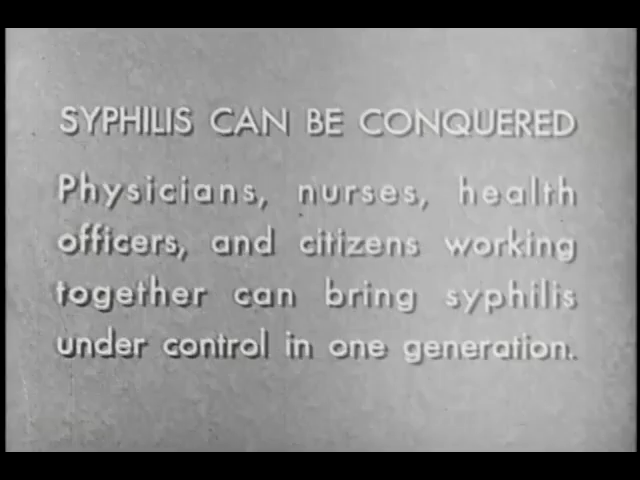 SYPHILIS CAN BE CONQUERED
Physicians, nurses, health
officers, and citizens working
together can bring syphilis
under control in one generation.